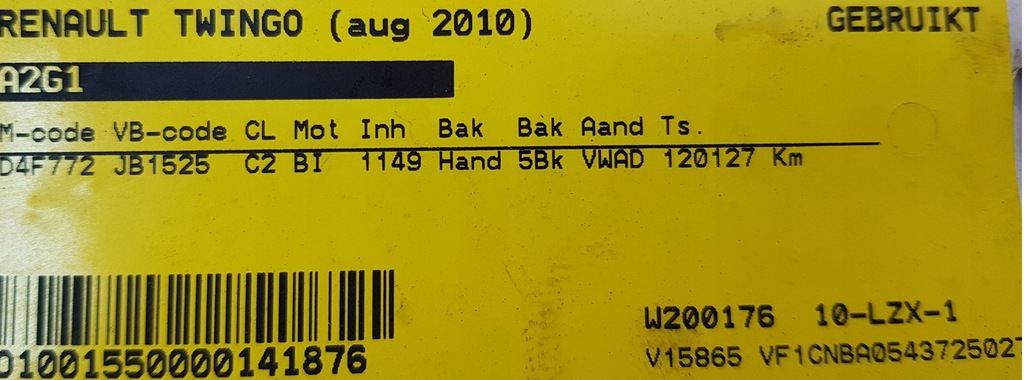 RENAULT TWINGO (aug 2010) GEBRUIKT
A2G1
M-code VB-code CL Mot Inh Bak Bak Aand Ts.
D4F772 JB1525 C2 BI 1149 Hand 5Bk VWAD 120127 Km
W200176 10-LZX-1
01001550000141876
V15865 VF1CNBA0543725027